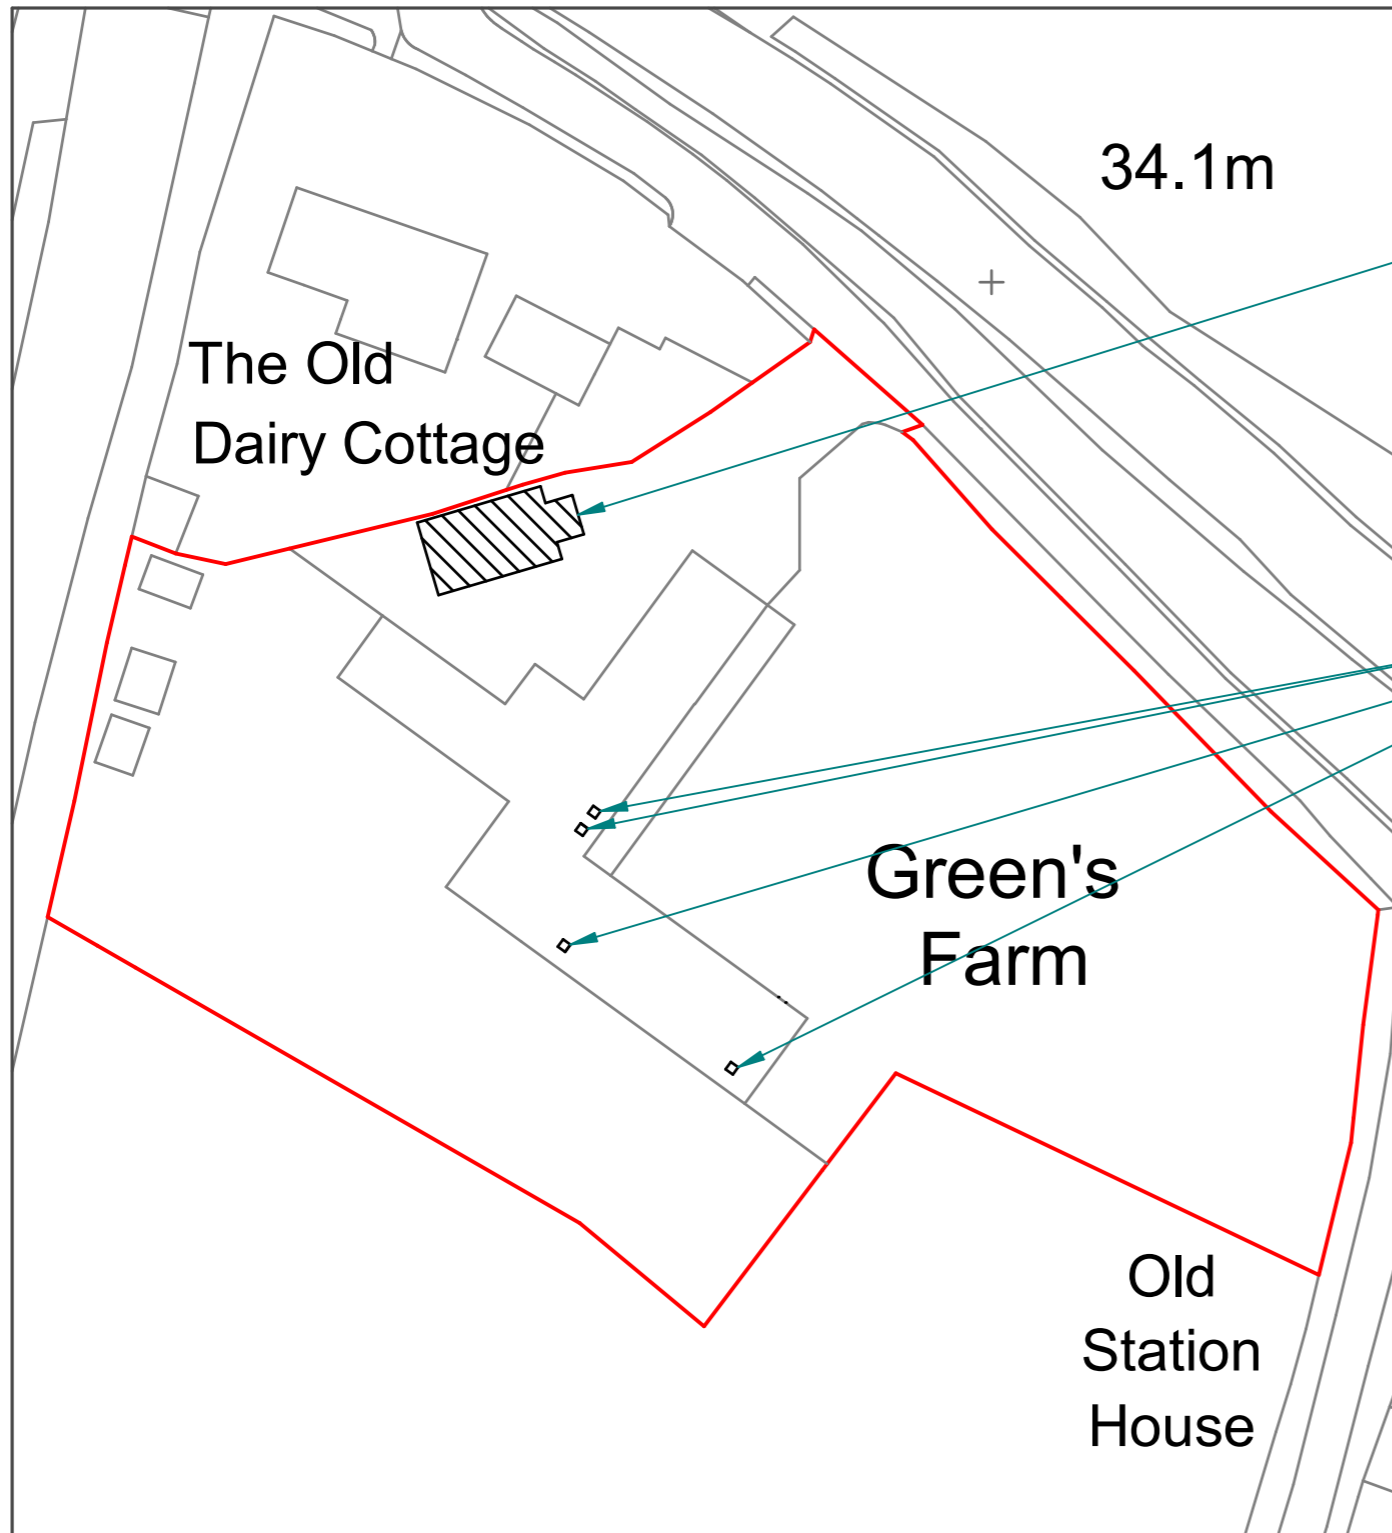 34.1m
The Old
Dairy Cottage
Green's
Farm
Old
Station
House